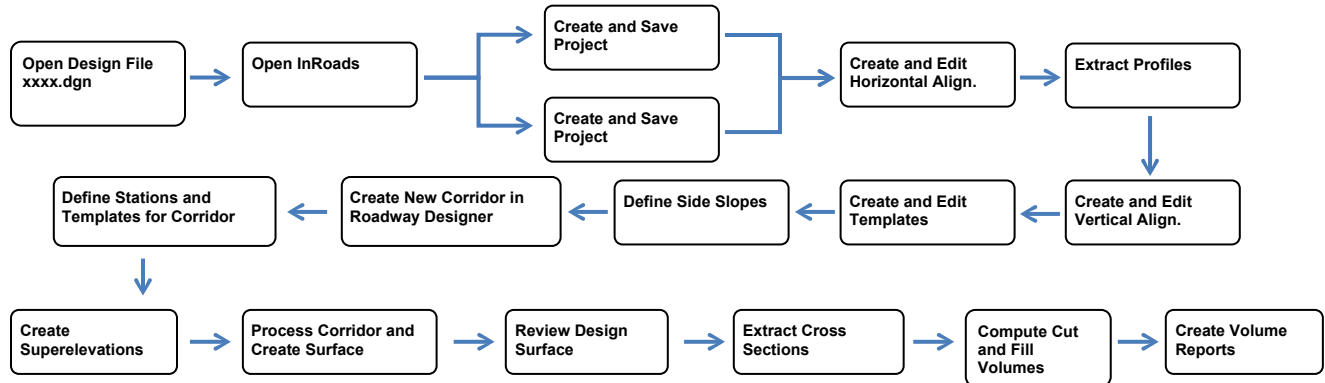 Open Design File
xxxx.dgn
Open InRoads
Create and Save
Project
Create and Save
Project
Create and Edit
Horizontal Align.
Extract Profiles
Create and Edit
Vertical Align.
Create and Edit
Templates
Define Side Slopes
Create New Corridor in
Roadway Designer
Define Stations and
Templates for Corridor
Create
Superelevations
Process Corridor and
Create Surface
Review Design
Surface
Extract Cross
Sections
Compute Cut
and Fill
Volumes
Create Volume
Reports